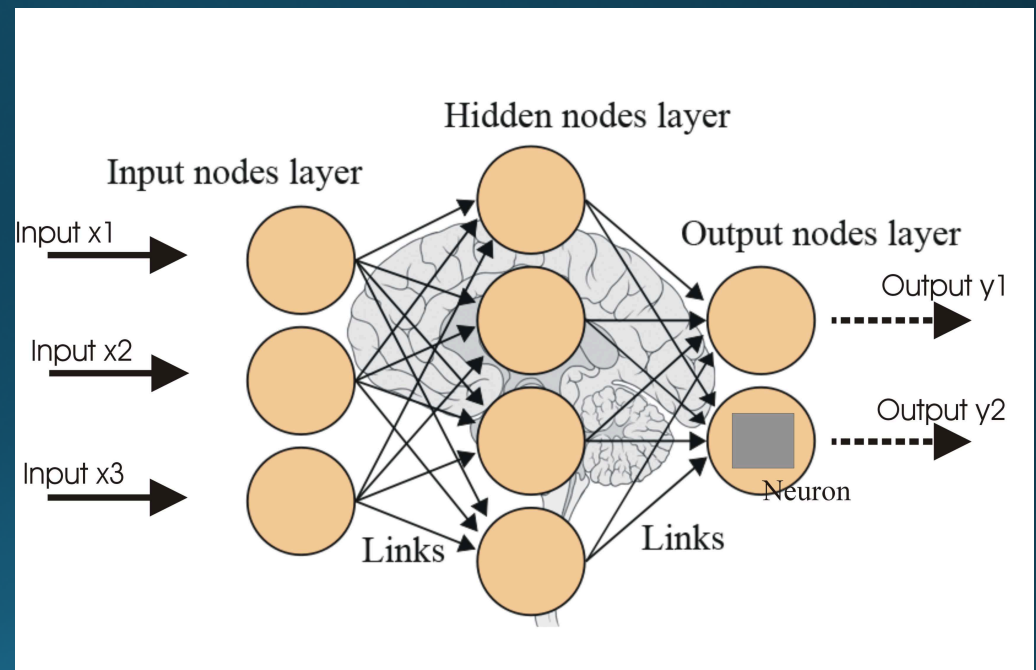 Hidden nodes layer
Input nodes layer
Input x1
Output nodes layer
Output y1
Input x2
Output y2
Input x3
Neuron
Links
Links